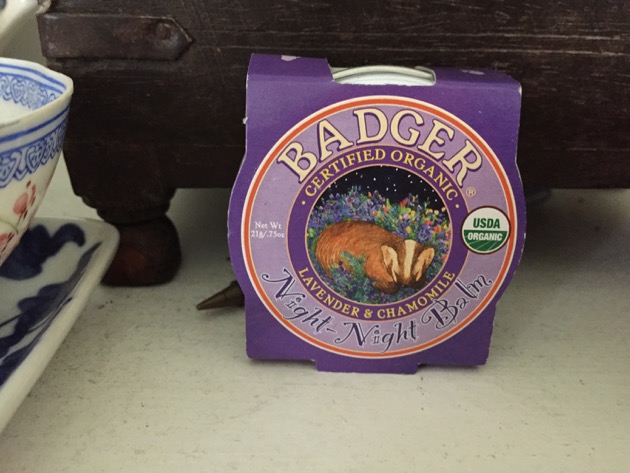 BADGER®
· CERTIFIED ORGANIC ·
Net Wt
21g/.75oz
USDA
ORGANIC
LAVENDER & CHAMOMILE
Night-Night Balm